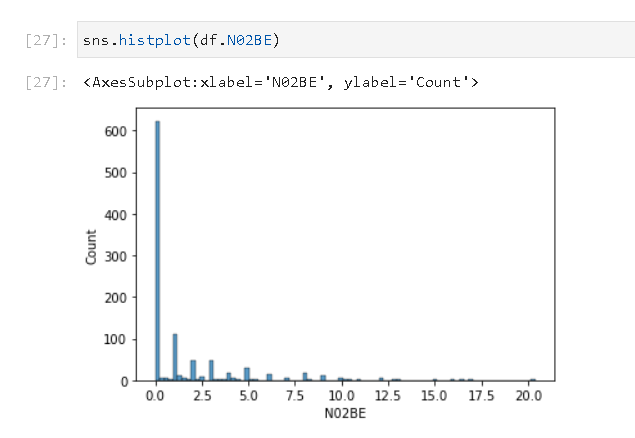 [27]: sns.histplot(df.N02BE)
[27]: <AxesSubplot:xlabel='N02BE', ylabel='Count'>
600
500
400
300
200
100
0
Count
0.0 2.5 5.0 7.5 10.0 12.5 15.0 17.5 20.0
N02BE